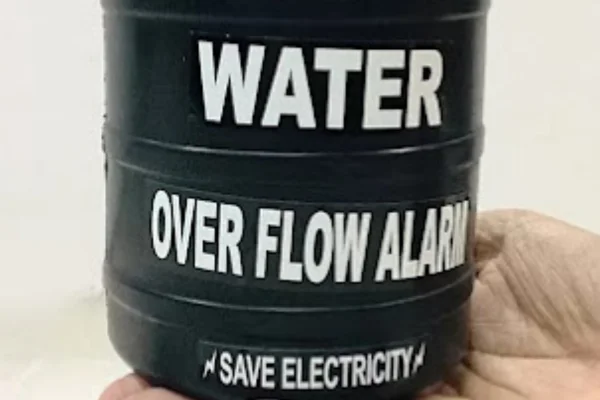 WATER
OVER FLOW ALARM
⚡SAVE ELECTRICITY⚡